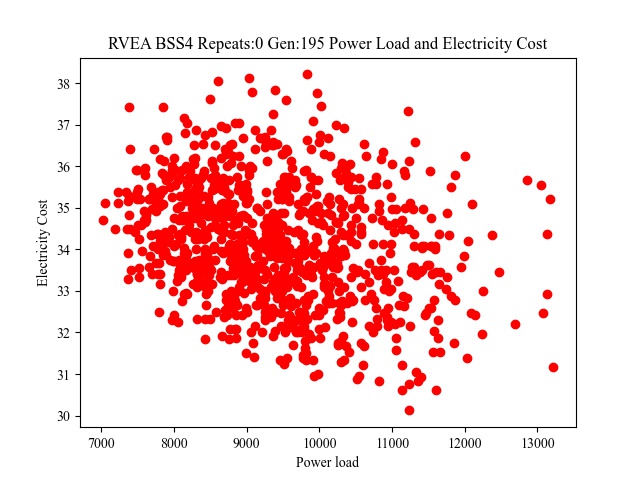 RVEA BSS4 Repeats:0 Gen:195 Power Load and Electricity Cost
38
37
36
35
34
33
32
31
30
Electricity Cost
7000 8000 9000 10000 11000 12000 13000
Power load